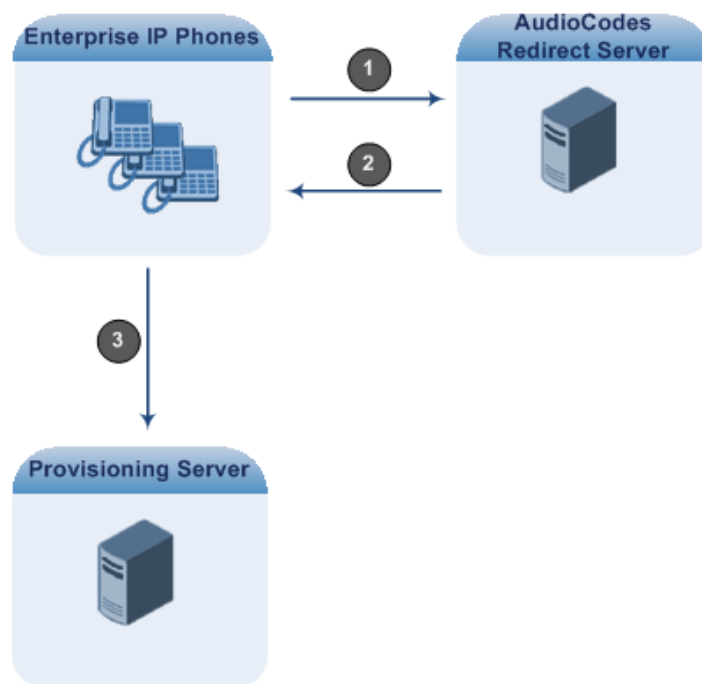 Enterprise IP Phones
AudioCodes
Redirect Server
1
2
3
Provisioning Server